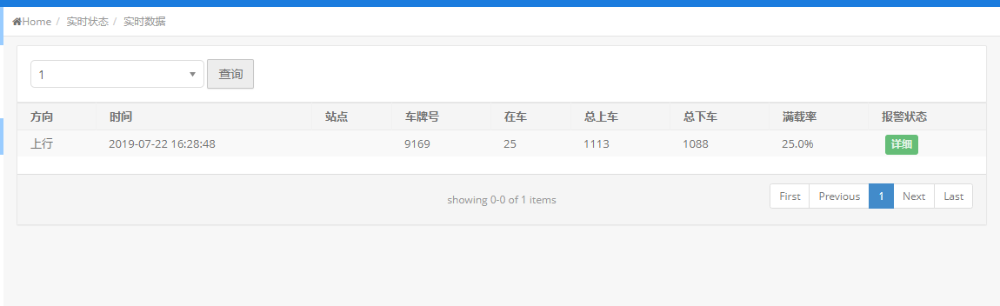 Home / 实时状态 / 实时数据
1 查询
方向 时间 站点 车牌号 在车 总上车 总下车 满载率 报警状态
上行 2019-07-22 16:28:48 9169 25 1113 1088 25.0% 详细
showing 0-0 of 1 items First Previous 1 Next Last